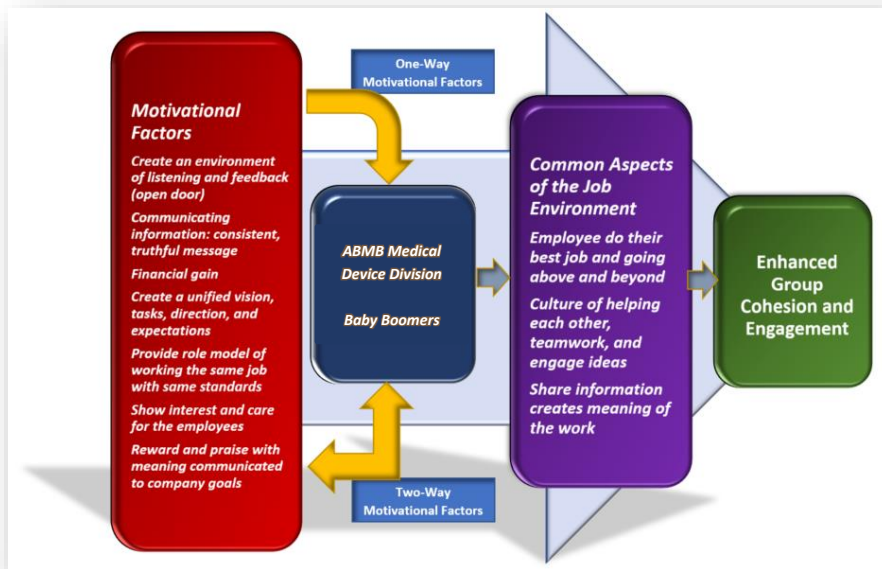 One-Way
Motivational Factors
Motivational
Factors
Create an environment
of listening and feedback
(open door)
Communicating
information: consistent,
truthful message
Financial gain
Create a unified vision,
tasks, direction, and
expectations
Provide role model of
working the same job
with same standards
Show interest and care
for the employees
Reward and praise with
meaning communicated
to company goals
ABMB Medical
Device Division
Baby Boomers
Two-Way
Motivational Factors
Common Aspects
of the Job
Environment
Employee do their
best job and going
above and beyond
Culture of helping
each other,
teamwork, and
engage ideas
Share information
creates meaning of
the work
Enhanced
Group
Cohesion and
Engagement